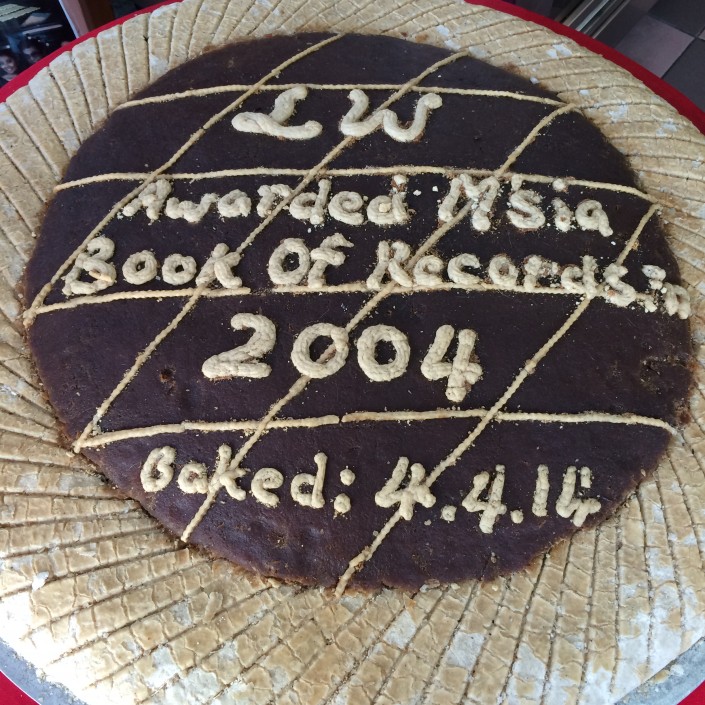 LW
Awarded M'sia
Book Of Records in
2004
Baked: 4.4.14